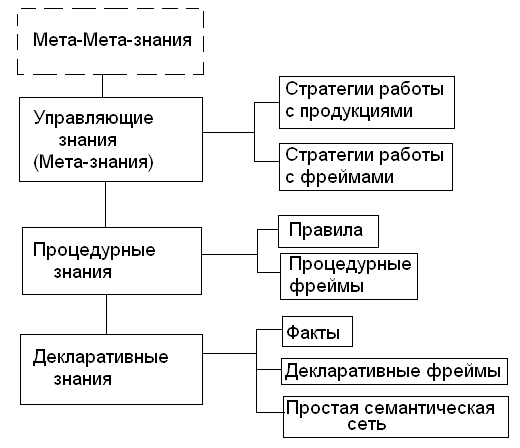 Мета-Мета-знания
Управляющие
знания
(Мета-знания)
Стратегии работы
с продукциями
Стратегии работы
с фреймами
Процедурные
знания
Правила
Процедурные
фреймы
Декларативные
знания
Факты
Декларативные фреймы
Простая семантическая
сеть